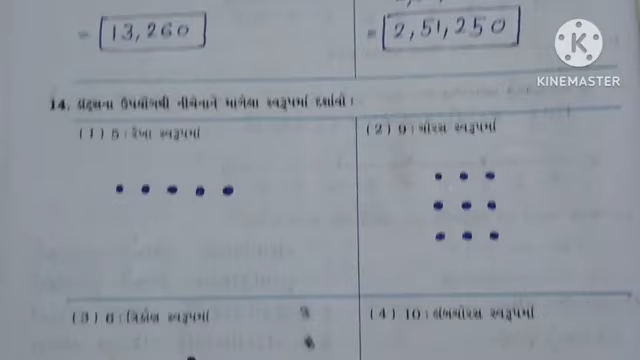 = 13,260
= 2,51,250
K
KINEMASTER
14. ડૉટ્સના ઉપયોગથી નીચેનાને માગેલા સ્વરૂપમાં દર્શાવો।
(1) 5 : રેખા સ્વરૂપમાં
(2) 9 : ચોરસ સ્વરૂપમાં
(3) 6 : ત્રિકોણ સ્વરૂપમાં
(4) 10 : લંબચોરસ સ્વરૂપમાં